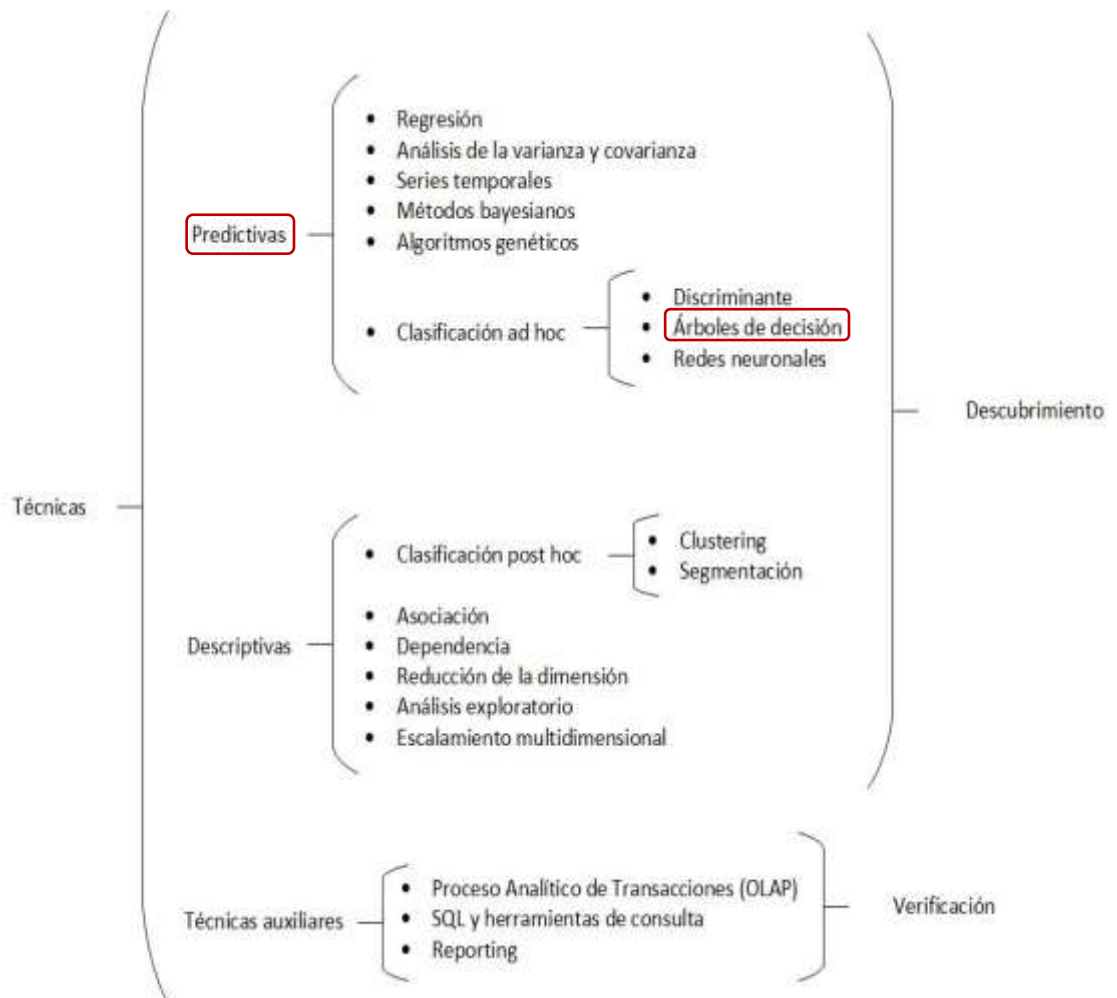 Técnicas
Predictivas
• Regresión
• Análisis de la varianza y covarianza
• Series temporales
• Métodos bayesianos
• Algoritmos genéticos
• Clasificación ad hoc
• Discriminante
• Árboles de decisión
• Redes neuronales
Descriptivas
• Clasificación post hoc
• Clustering
• Segmentación
• Asociación
• Dependencia
• Reducción de la dimensión
• Análisis exploratorio
• Escalamiento multidimensional
Descubrimiento
Técnicas auxiliares
• Proceso Analítico de Transacciones (OLAP)
• SQL y herramientas de consulta
• Reporting
Verificación